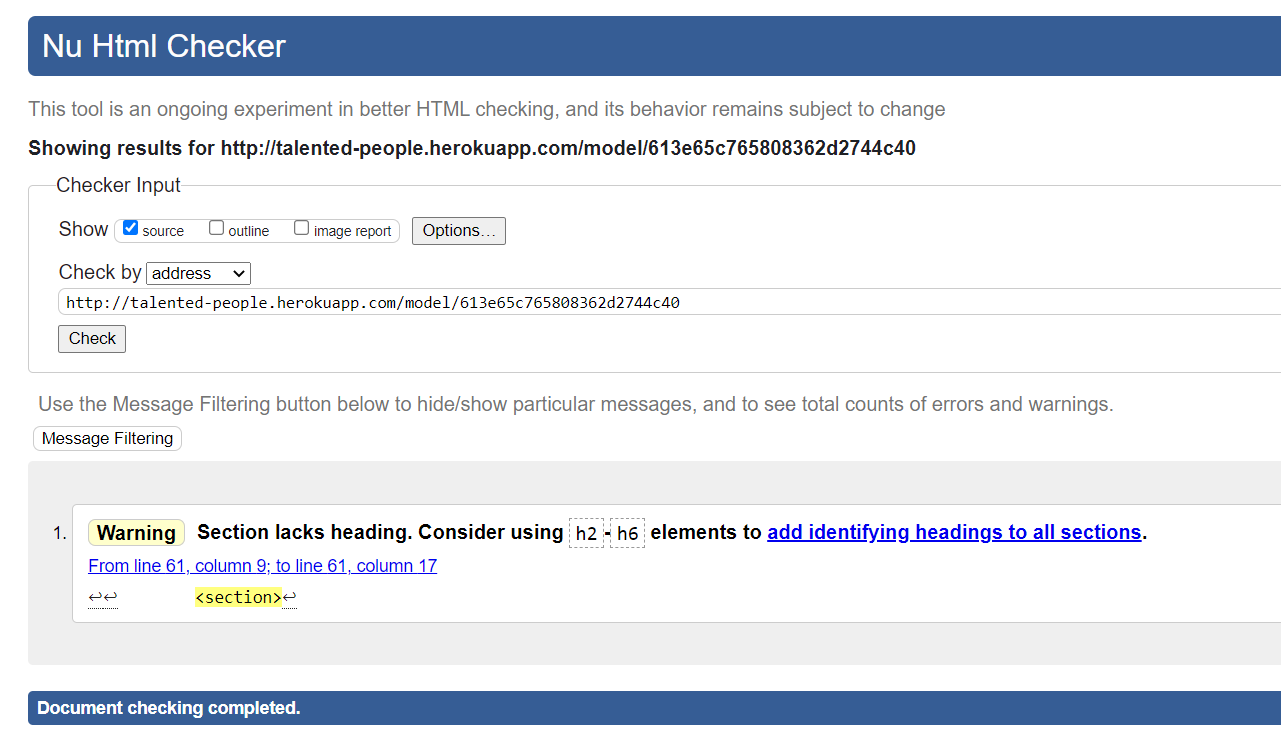 Nu Html Checker
This tool is an ongoing experiment in better HTML checking, and its behavior remains subject to change
Showing results for http://talented-people.herokuapp.com/model/613e65c765808362d2744c40
Checker Input
Show source outline image report Options...
Check by address
http://talented-people.herokuapp.com/model/613e65c765808362d2744c40
Check
Use the Message Filtering button below to hide/show particular messages, and to see total counts of errors and warnings.
Message Filtering
1. Warning Section lacks heading. Consider using h2-h6 elements to add identifying headings to all sections.
From line 61, column 9; to line 61, column 17
↩↩ <section>↩
Document checking completed.